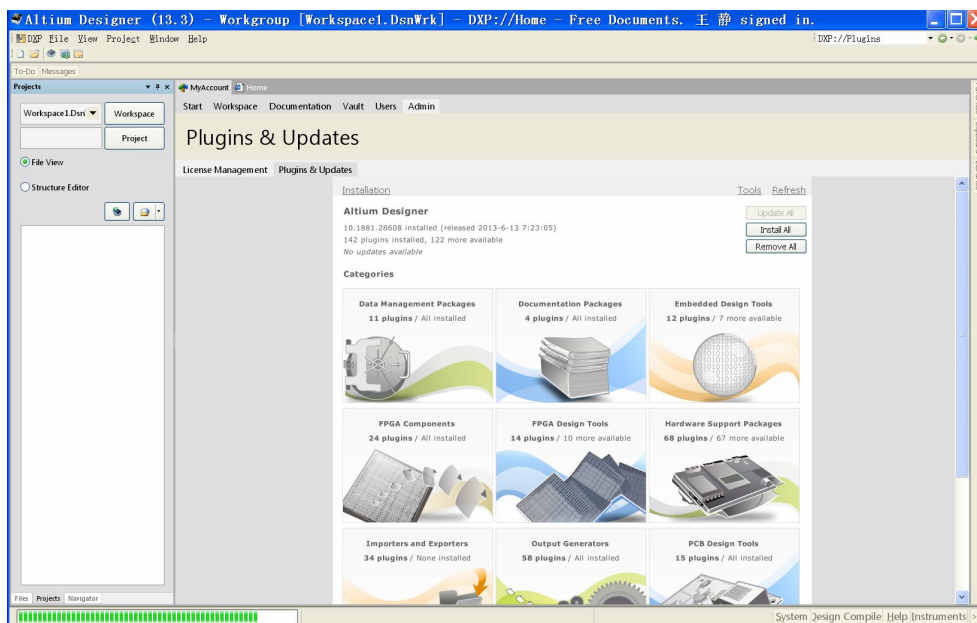 Altium Designer (13.3) - Workgroup [Workspace1.DsnWrk] - DXP://Home - Free Documents. 王 静 signed in.
DXP File View Project Window Help
DXP://Plugins
To-Do Messages
Projects
MyAccount Home
Workspace1.Dsn Workspace
Start Workspace Documentation Vault Users Admin
Project
Plugins & Updates
File View
License Management Plugins & Updates
Structure Editor
Installation Tools Refresh
Altium Designer
Update All
10.1881.28608 installed (released 2013-6-13 7:23:05)
Install All
142 plugins installed, 122 more available
No updates available
Remove All
Categories
Data Management Packages
11 plugins / All installed
Documentation Packages
4 plugins / All installed
Embedded Design Tools
12 plugins / 7 more available
FPGA Components
24 plugins / All installed
FPGA Design Tools
14 plugins / 10 more available
Hardware Support Packages
68 plugins / 67 more available
Importers and Exporters
34 plugins / None installed
Output Generators
58 plugins / All installed
PCB Design Tools
15 plugins / All installed
Files Projects Navigator
System Design Compile Help Instruments